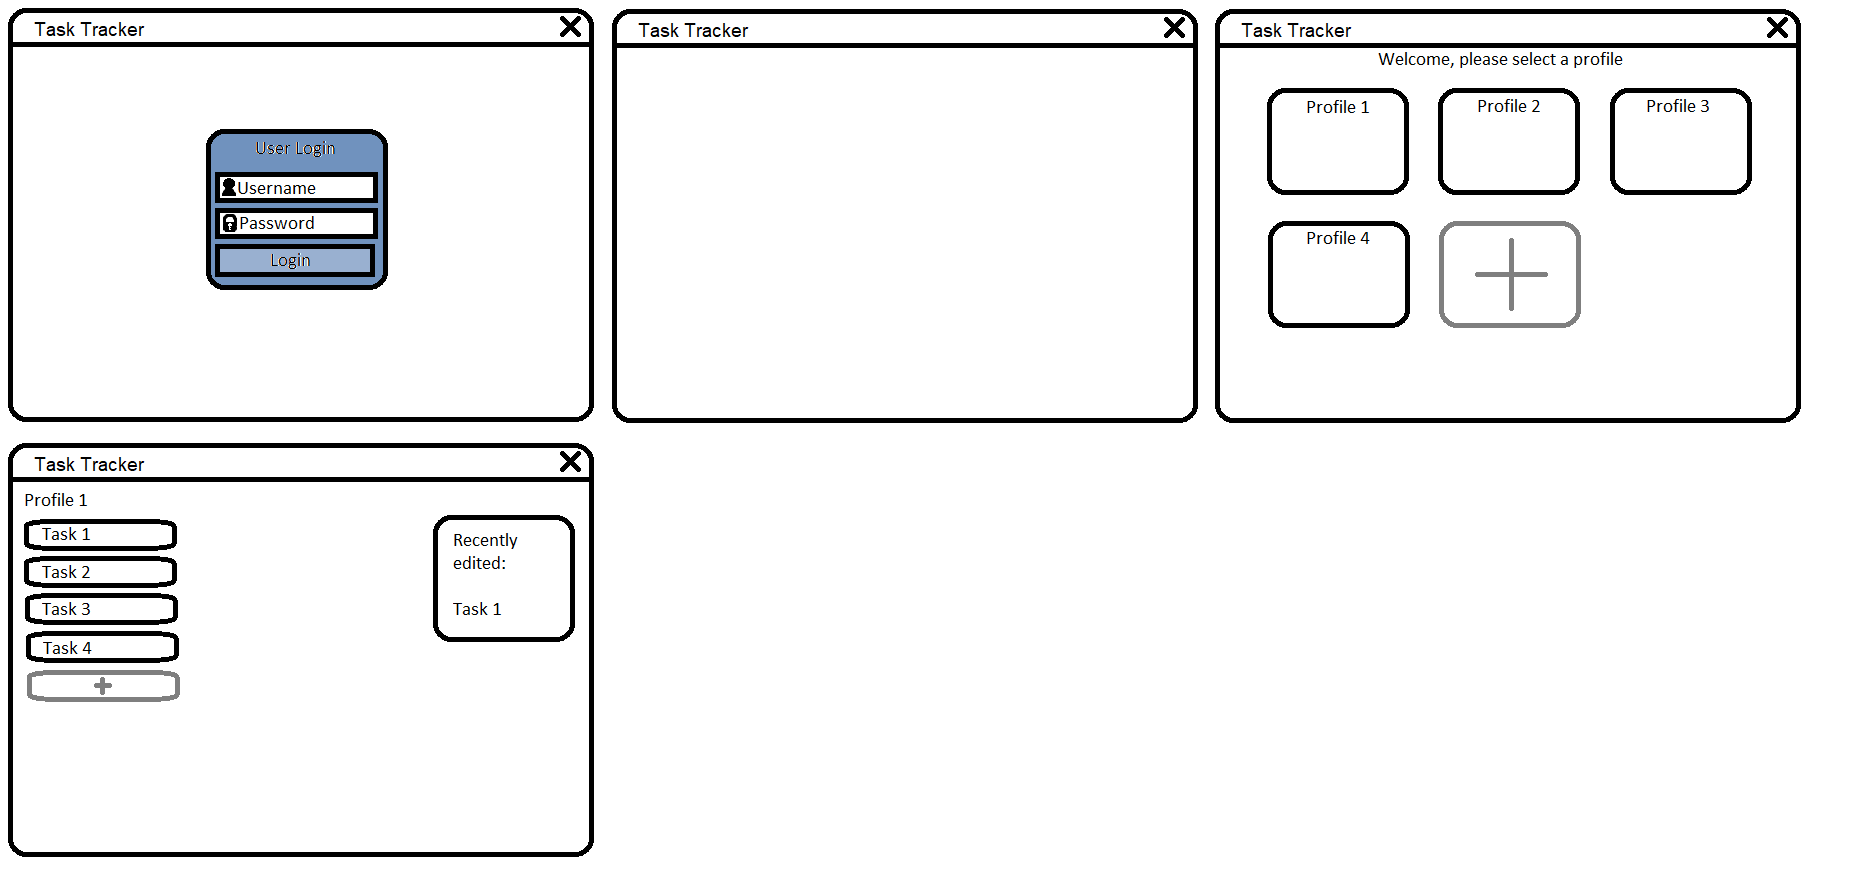 Task Tracker
User Login
Username
Password
Login
Task Tracker
Task Tracker
Welcome, please select a profile
Profile 1
Profile 2
Profile 3
Profile 4
Task Tracker
Profile 1
Task 1
Task 2
Task 3
Task 4
Recently
edited:
Task 1